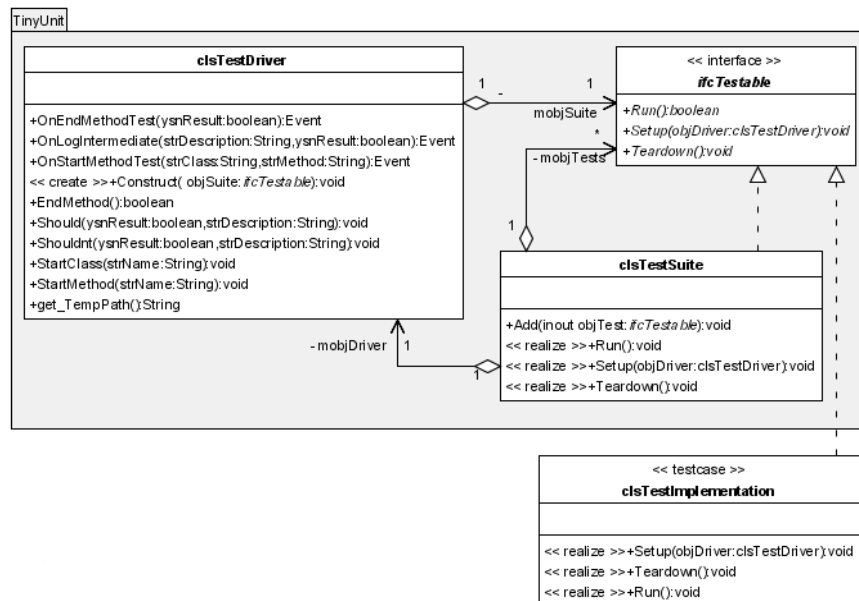 TinyUnit
clsTestDriver
+OnEndMethodTest(ysnResult:boolean):Event
+OnLogIntermediate(strDescription:String,ysnResult:boolean):Event
+OnStartMethodTest(strClass:String,strMethod:String):Event
<< create >>+Construct( objSuite:ifcTestable):void
+EndMethod():boolean
+Should(ysnResult:boolean,strDescription:String):void
+Shouldnt(ysnResult:boolean,strDescription:String):void
+StartClass(strName:String):void
+StartMethod(strName:String):void
+get_TempPath():String
1
-
1
mobjSuite
<< interface >>
ifcTestable
+Run():boolean
+Setup(objDriver:clsTestDriver):void
+Teardown():void
*
- mobjTests
1
clsTestSuite
+Add(inout objTest:ifcTestable):void
<< realize >>+Run():void
<< realize >>+Setup(objDriver:clsTestDriver):void
<< realize >>+Teardown():void
- mobjDriver
1
1
<< testcase >>
clsTestImplementation
<< realize >>+Setup(objDriver:clsTestDriver):void
<< realize >>+Teardown():void
<< realize >>+Run():void